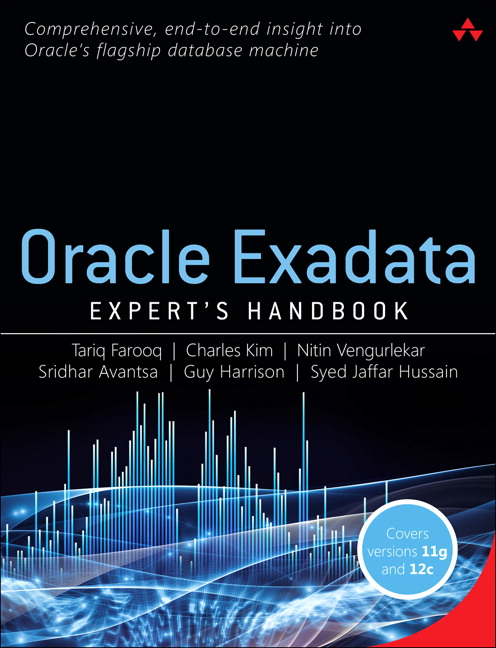 Comprehensive, end-to-end insight into
Oracle's flagship database machine
Oracle Exadata
EXPERT'S HANDBOOK
Tariq Farooq | Charles Kim | Nitin Vengurlekar
Sridhar Avantsa | Guy Harrison | Syed Jaffar Hussain
Covers
versions 11g
and 12c